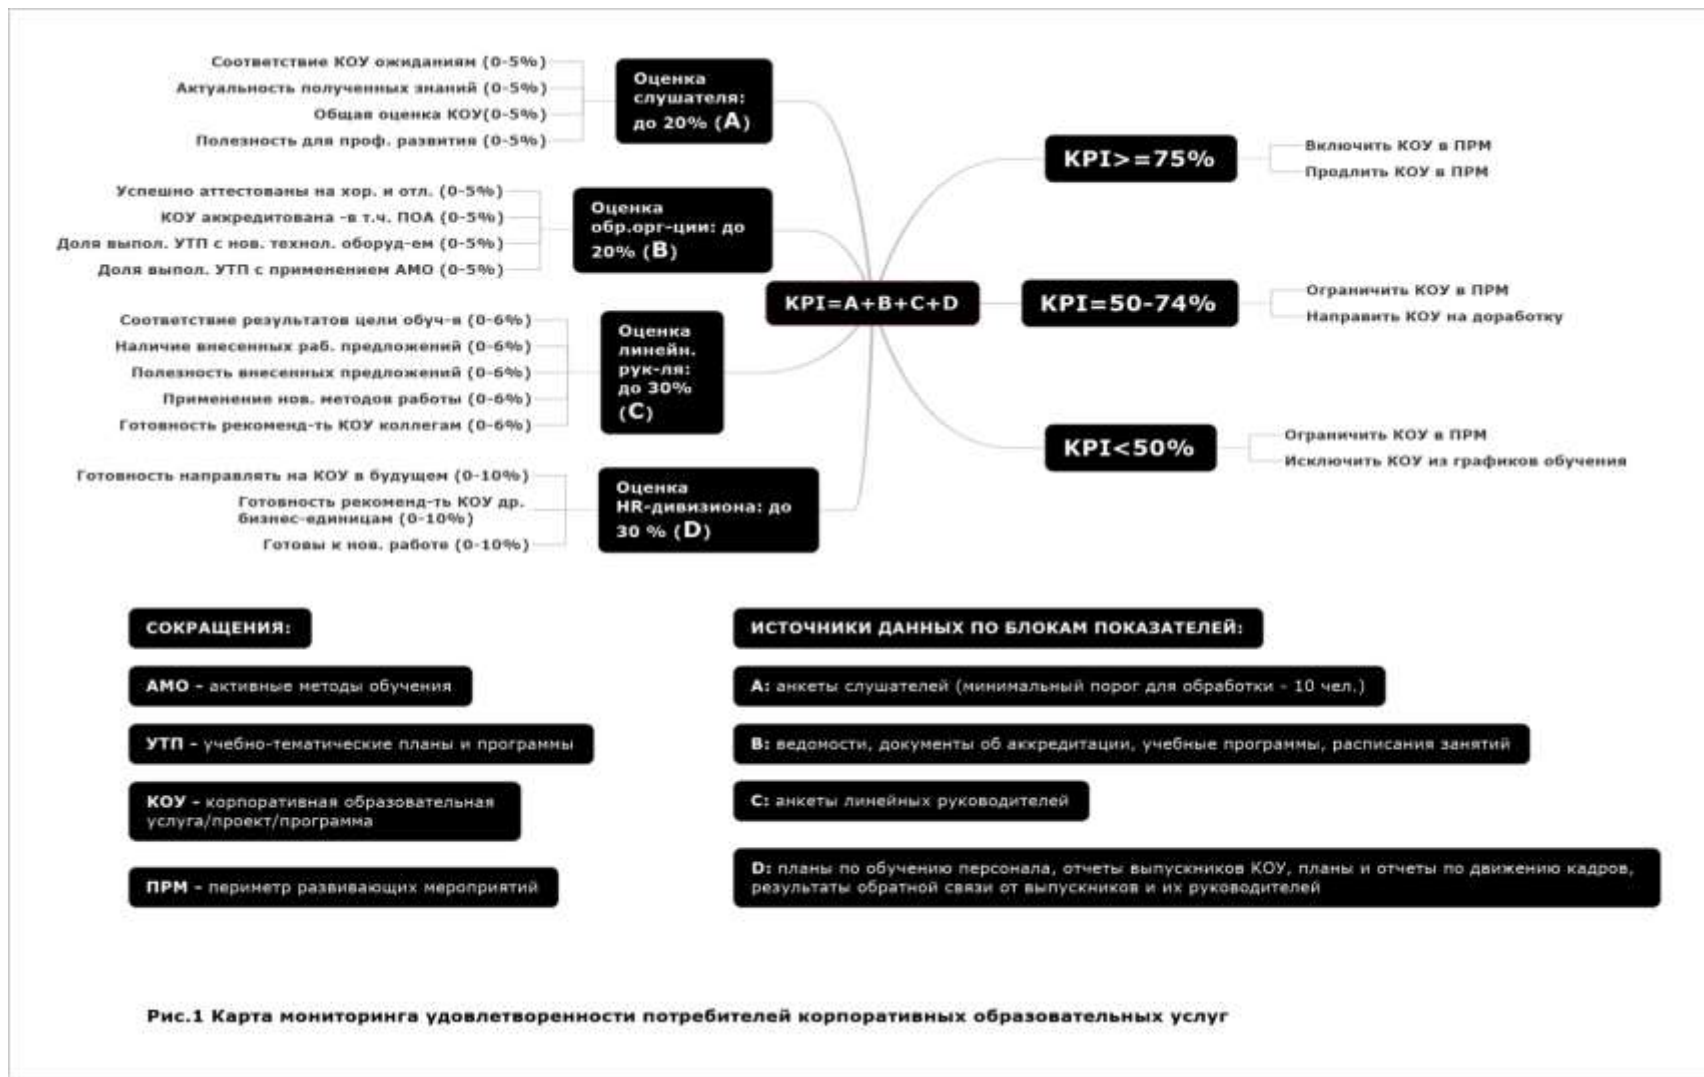 Соответствие КОУ ожиданиям (0-5%)
Актуальность полученных знаний (0-5%)
Общая оценка КОУ(0-5%)
Полезность для проф. развития (0-5%)
Оценка
слушателя:
до 20% (A)
Успешно аттестованы на хор. и отл. (0-5%)
КОУ аккредитована -в т.ч. ПОА (0-5%)
Доля выпол. УТП с нов. технол. оборуд-ем (0-5%)
Доля выпол. УТП с применением АМО (0-5%)
Оценка
обр.орг-ции: до
20% (B)
Соответствие результатов цели обуч-я (0-6%)
Наличие внесенных раб. предложений (0-6%)
Полезность внесенных предложений (0-6%)
Применение нов. методов работы (0-6%)
Готовность рекоменд-ть КОУ коллегам (0-6%)
Оценка
линейн.
рук-ля:
до 30%
(C)
Готовность направлять на КОУ в будущем (0-10%)
Готовность рекоменд-ть КОУ др.
бизнес-единицам (0-10%)
Готовы к нов. работе (0-10%)
Оценка
HR-дивизиона: до
30 % (D)
KPI=A+B+C+D
KPI>=75%
Включить КОУ в ПРМ
Продлить КОУ в ПРМ
KPI=50-74%
Ограничить КОУ в ПРМ
Направить КОУ на доработку
KPI<50%
Ограничить КОУ в ПРМ
Исключить КОУ из графиков обучения
СОКРАЩЕНИЯ:
АМО – активные методы обучения
УТП – учебно-тематические планы и программы
КОУ – корпоративная образовательная
услуга/проект/программа
ПРМ – периметр развивающих мероприятий
ИСТОЧНИКИ ДАННЫХ ПО БЛОКАМ ПОКАЗАТЕЛЕЙ:
A: анкеты слушателей (минимальный порог для обработки - 10 чел.)
B: ведомости, документы об аккредитации, учебные программы, расписания занятий
C: анкеты линейных руководителей
D: планы по обучению персонала, отчеты выпускников КОУ, планы и отчеты по движению кадров,
результаты обратной связи от выпускников и их руководителей
Рис.1 Карта мониторинга удовлетворенности потребителей корпоративных образовательных услуг